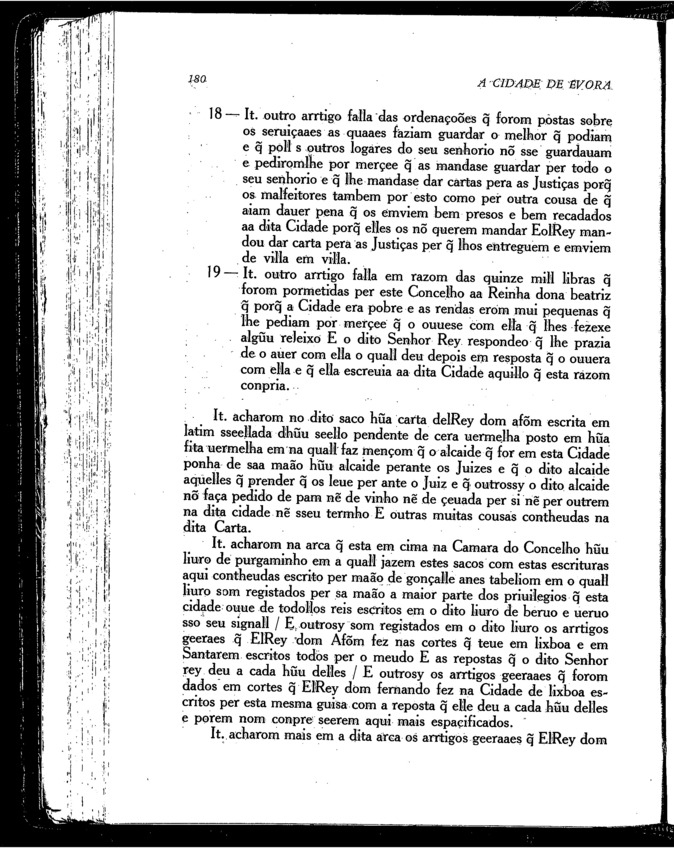 180
A CIDADE DE ÉVORA
18 — It. outro arrtigo falla das ordenaçoões q̃ forom postas sobre
os seruiçaaes as quaaes faziam guardar o melhor q̃ podiam
e q̃ poll s outros logares do seu senhorio nõ sse guardauam
e pediromlhe por merçee q̃ as mandase guardar per todo o
seu senhorio e q̃ lhe mandase dar cartas pera as Justiças porq̃
os malfeitores tambem por esto como per outra cousa de q̃
aiam dauer pena q̃ os emviem bem presos e bem recadados
aa dita Cidade porq̃ elles os nõ querem mandar EolRey man-
dou dar carta pera as Justiças per q̃ lhos entreguem e emviem
de villa em villa.
19 — It. outro arrtigo falla em razom das quinze mill libras q̃
forom pormetidas per este Concelho aa Reinha dona beatriz
q̃ porq̃ a Cidade era pobre e as rendas erom mui pequenas q̃
lhe pediam por merçee q̃ o ouuese com ella q̃ lhes fezexe
algũu releixo E o dito Senhor Rey respondeo q̃ lhe prazia
de o auer com ella o quall deu depois em resposta q̃ o ouuera
com ella e q̃ ella escreuia aa dita Cidade aquillo q̃ esta razom
conpria.
It. acharom no dito saco hũa carta delRey dom afõm escrita em
latim sseellada dhũu seello pendente de cera uermelha posto em hũa
fita uermelha em na quall faz mençom q̃ o alcaide q̃ for em esta Cidade
ponha de saa maão hũu alcaide perante os Juizes e q̃ o dito alcaide
aquelles q̃ prender q̃ os leue per ante o Juiz e q̃ outrossy o dito alcaide
nõ faça pedido de pam nẽ de vinho nẽ de çeuada per si nẽ per outrem
na dita cidade nẽ sseu termho E outras muitas cousas contheudas na
dita Carta.
It. acharom na arca q̃ esta em cima na Camara do Concelho hũu
liuro de purgaminho em a quall jazem estes sacos com estas escrituras
aqui contheudas escrito per maão de gonçalle anes tabeliom em o quall
liuro som registados per sa maão a maior parte dos priuilegios q̃ esta
cidade ouue de todollos reis escritos em o dito liuro de beruo e ueruo
sso seu signall / E outrosy som registados em o dito liuro os arrtigos
geeraes q̃ ElRey dom Afõm fez nas cortes q̃ teue em lixboa e em
Santarem escritos todos per o meudo E as repostas q̃ o dito Senhor
rey deu a cada hũu delles / E outrosy os arrtigos geeraaes q̃ forom
dados em cortes q̃ ElRey dom fernando fez na Cidade de lixboa es-
critos per esta mesma guisa com a reposta q̃ elle deu a cada hũu delles
e porem nom conpre seerem aqui mais espaçificados.
It. acharom mais em a dita arca os arrtigos geeraaes q̃ ElRey dom